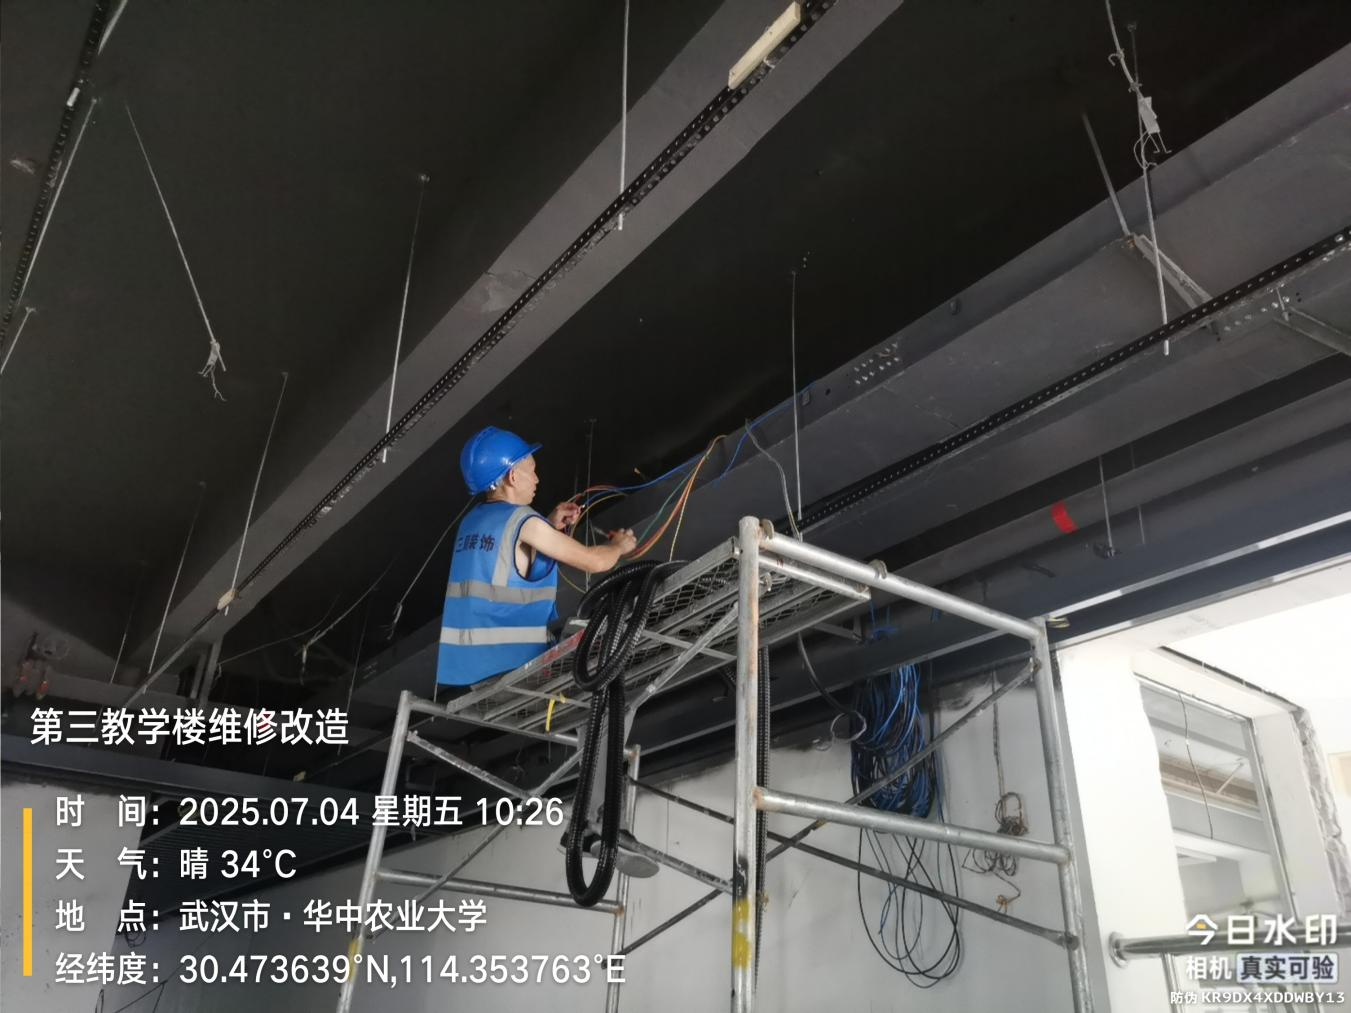 装饰
第三教学楼维修改造
时 间：2025.07.04 星期五 10:26
天 气：晴 34°C
地 点：武汉市·华中农业大学
经纬度：30.473639°N,114.353763°E
今日水印
相机 真实可验
防伪 KR9DX4XDDWBY13